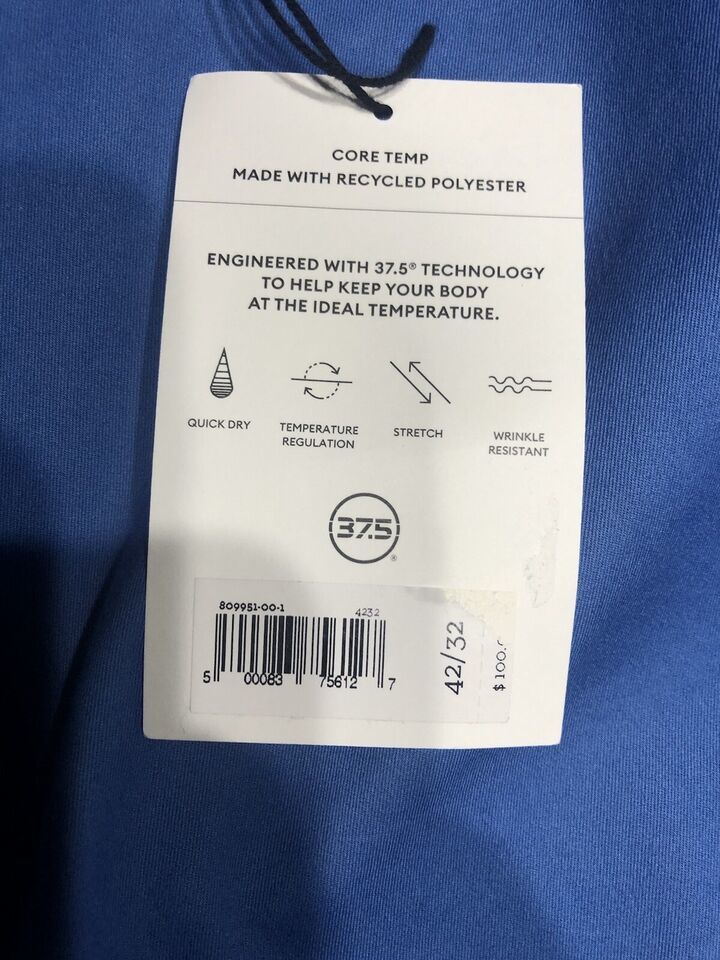 CORE TEMP
MADE WITH RECYCLED POLYESTER
ENGINEERED WITH 37.5® TECHNOLOGY
TO HELP KEEP YOUR BODY
AT THE IDEAL TEMPERATURE.
QUICK DRY
TEMPERATURE
REGULATION
STRETCH
WRINKLE
RESISTANT
37.5®
809951-00-1 4232
5 00083 75612 7
42/32
$100.